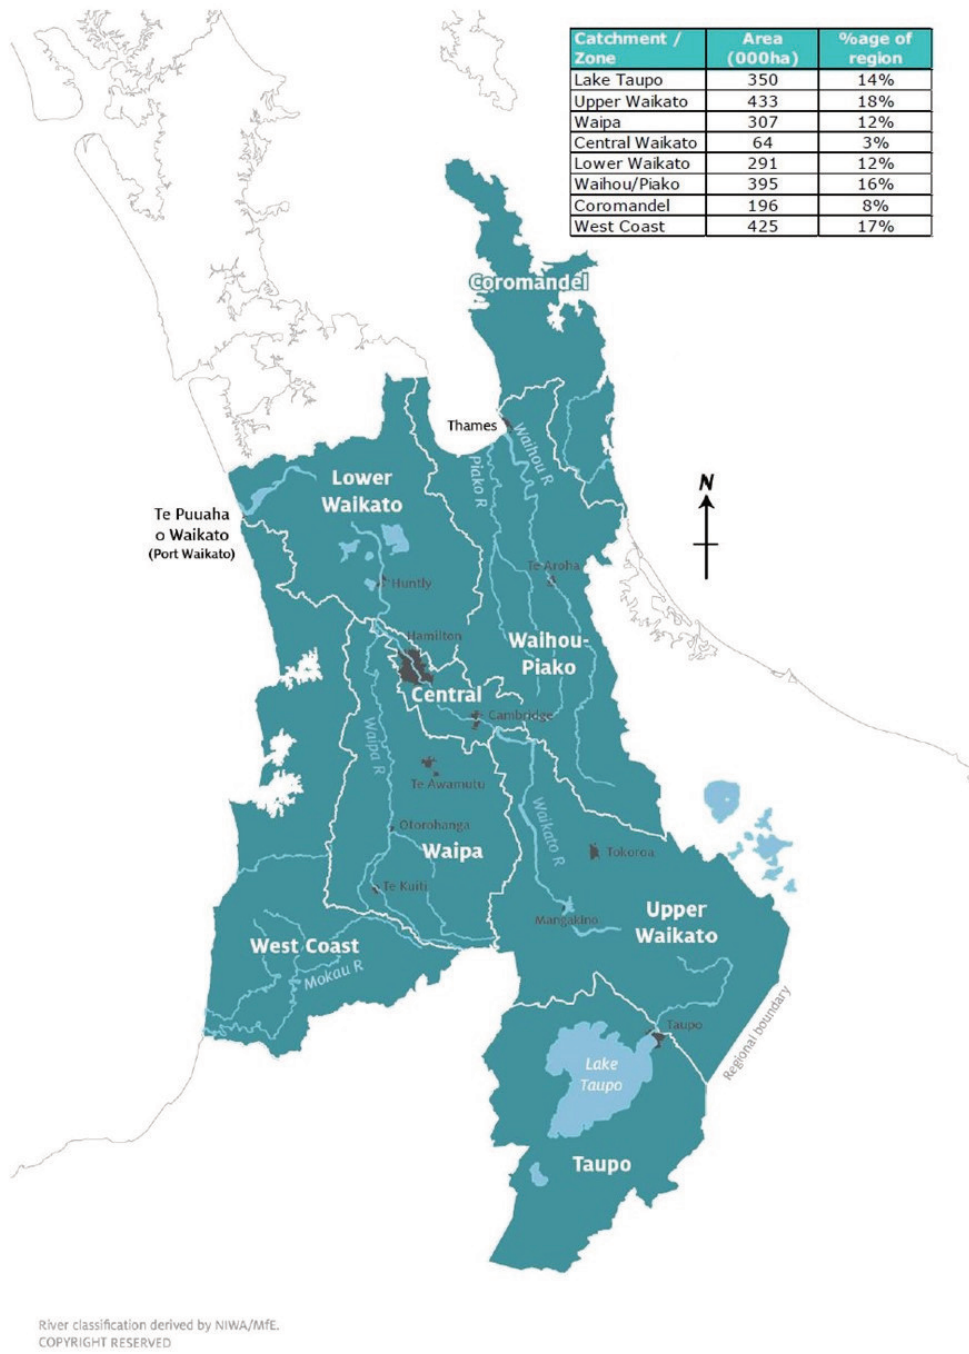 Catchment / Zone Area (000ha) %age of region
Lake Taupo 350 14%
Upper Waikato 433 18%
Waipa 307 12%
Central Waikato 64 3%
Lower Waikato 291 12%
Waihou/Piako 395 16%
Coromandel 196 8%
West Coast 425 17%
Coromandel
Thames
Waihou R
Piako R
Lower
Waikato
N
Te Puuaha
o Waikato
(Port Waikato)
Te Aroha
Huntly
Hamilton
Waihou-
Piako
Central
Cambridge
Waipa R
Te Awamutu
Waikato R
Otorohanga
Waipa
Tokoroa
Te Kuiti
Mangakino
Upper
Waikato
West Coast
Mokau R
Taupo
Regional boundary
Lake
Taupo
Taupo
River classification derived by NIWA/MfE.
COPYRIGHT RESERVED